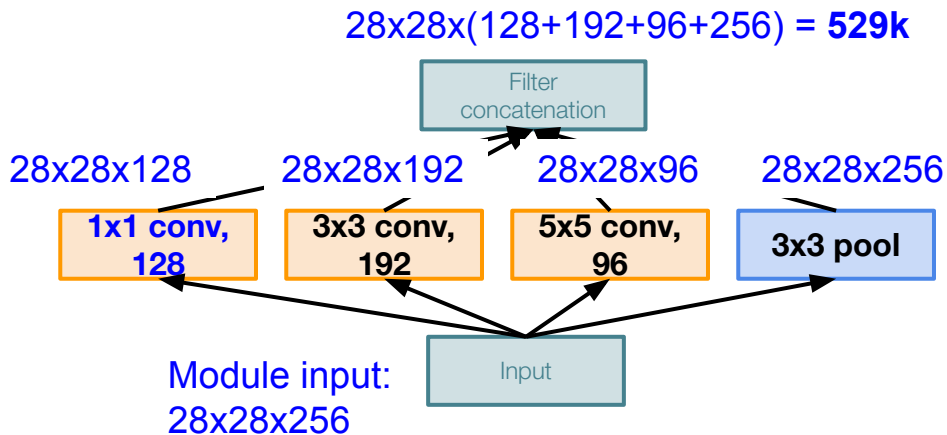 28x28x(128+192+96+256) = 529k
Filter
concatenation
28x28x128
28x28x192
28x28x96
28x28x256
1x1 conv,
128
3x3 conv,
192
5x5 conv,
96
3x3 pool
Input
Module input:
28x28x256